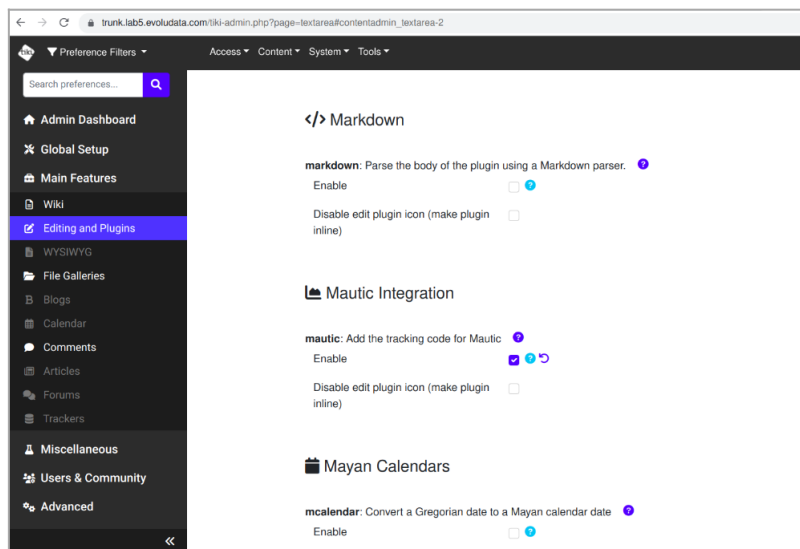 trunk.lab5.evoludata.com/tiki-admin.php?page=textarea#contentadmin_textarea-2
tiki Preference Filters Access Content System Tools
Search preferences...
Admin Dashboard
Global Setup
Main Features
Wiki
Editing and Plugins
WYSIWYG
File Galleries
Blogs
Calendar
Comments
Articles
Forums
Trackers
Miscellaneous
Users & Community
Advanced
</> Markdown
markdown: Parse the body of the plugin using a Markdown parser. ?
Enable ?
Disable edit plugin icon (make plugin
inline)
Mautic Integration
mautic: Add the tracking code for Mautic ?
Enable ?
Disable edit plugin icon (make plugin
inline)
Mayan Calendars
mcalendar: Convert a Gregorian date to a Mayan calendar date ?
Enable ?